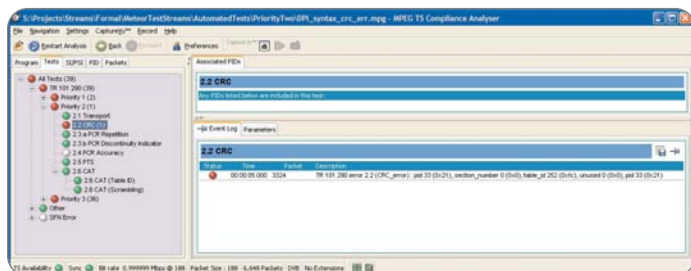 S:\Projects\Streams\Formal\MeteorTestStreams\AutomatedTests\PriorityTwo\DPI_syntax_crc_err.mpg - MPEG TS Compliance Analyser
File Navigation Settings CaptureVu™ Record Help
Restart Analysis Back Forward Preferences CaptureVu™
Program Tests SI/PSI PID Packets
All Tests (39)
TR 101 290 (39)
Priority 1 (2)
Priority 2 (1)
2.1 Transport
2.2 CRC (1)
2.3.a PCR Repetition
2.3.b PCR Discontinuity Indicator
2.4 PCR Accuracy
2.5 PTS
2.6 CAT
2.6 CAT (Table ID)
2.6 CAT (Scrambling)
Priority 3 (36)
Other
SFN Error
Associated PIDs
2.2 CRC
Any PIDs listed below are included in this test:
Event Log Parameters
2.2 CRC
Status Time Packet Description
00:00:05.000 3324 TR 101 290 error 2.2 (CRC_error) : pid 33 (0x21), section_number 0 (0x0), table_id 252 (0xfc), unused 0 (0x0), pid 33 (0x21)
TS Availability Sync Bit rate 0.999999 Mbps @ 188 Packet Size : 188 6,648 Packets DVB No Extensions